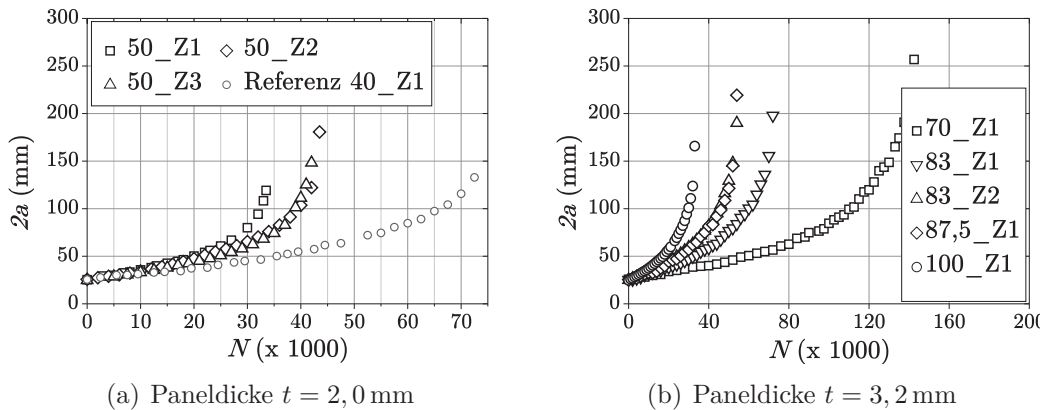 300
250
200
150
100
50
0
2a (mm)
50_Z1 50_Z2
50_Z3 Referenz 40_Z1
0 10 20 30 40 50 60 70
N (x 1000)
(a) Paneldicke t = 2, 0 mm
300
250
200
150
100
50
0
2a (mm)
70_Z1
83_Z1
83_Z2
87,5_Z1
100_Z1
0 40 80 120 160 200
N (x 1000)
(b) Paneldicke t = 3, 2 mm